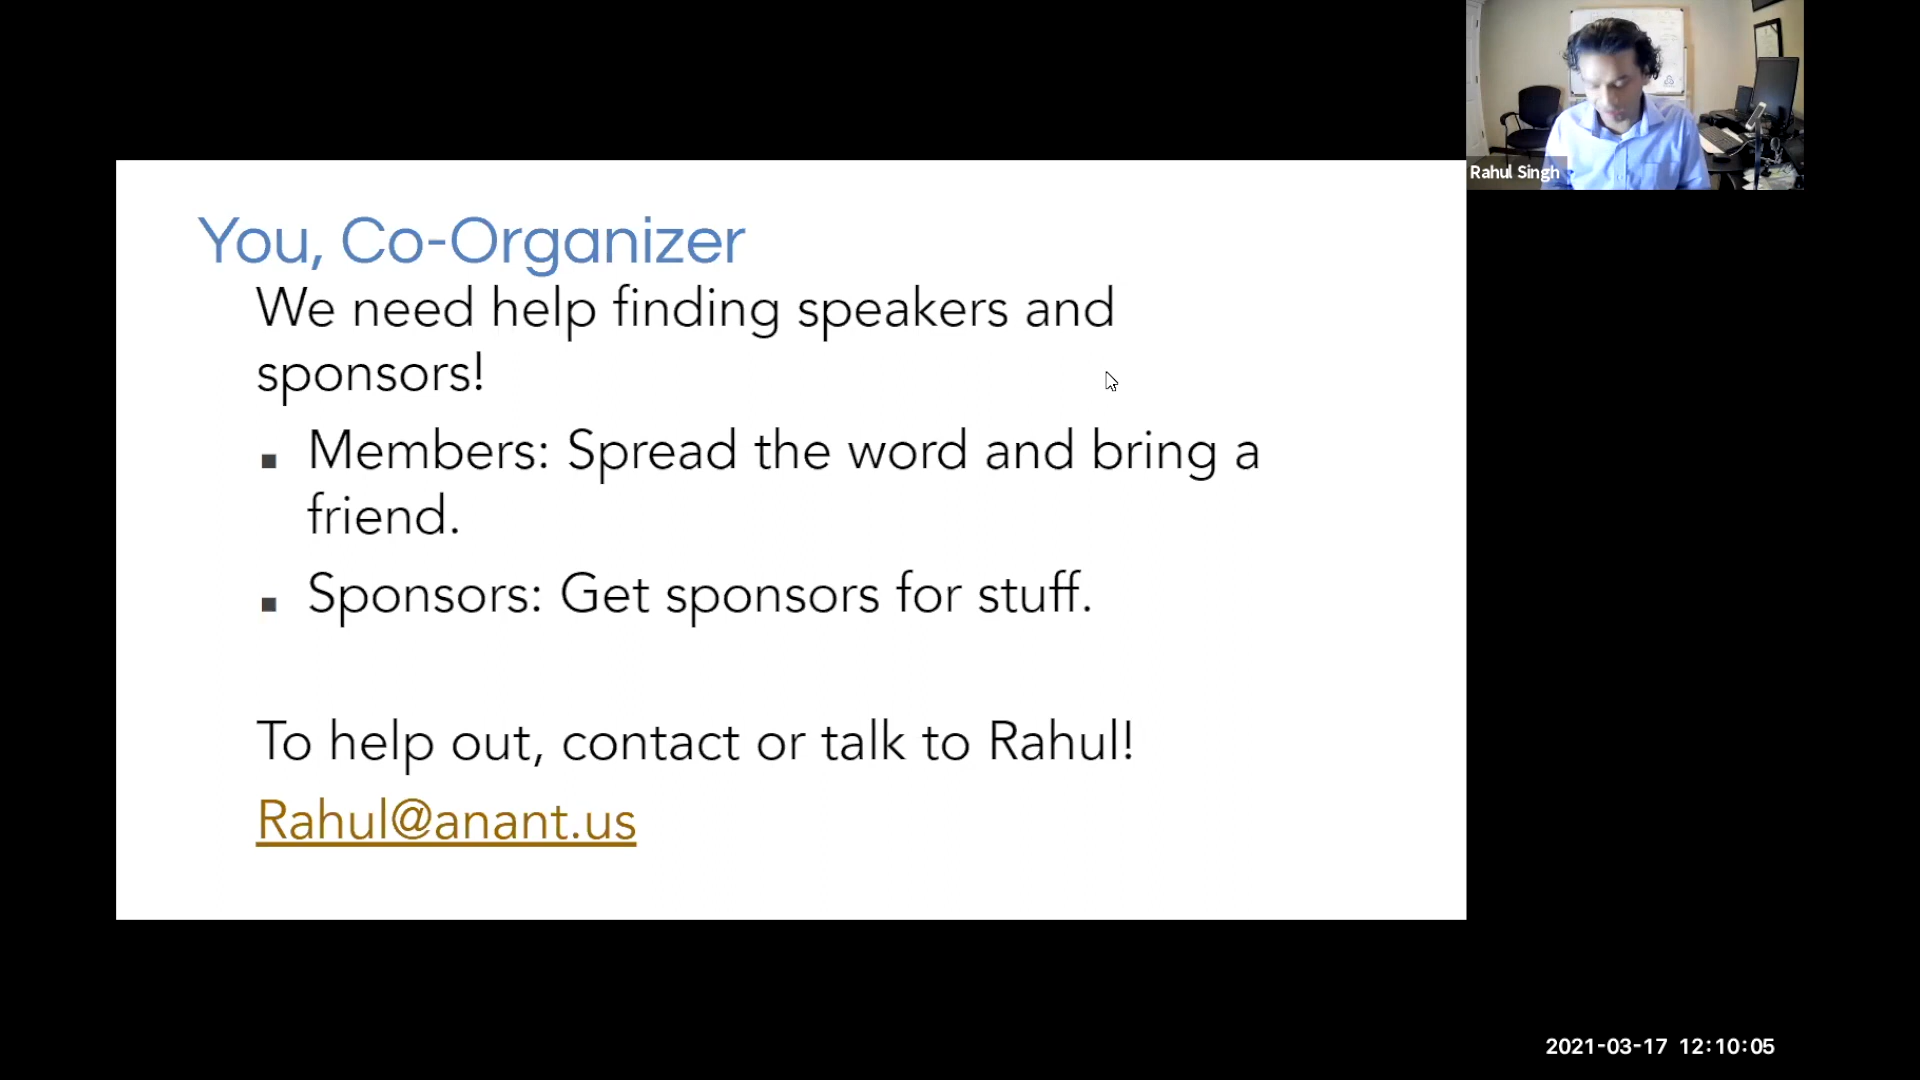 Rahul Singh
You, Co-Organizer
We need help finding speakers and
sponsors!
▪ Members: Spread the word and bring a
friend.
▪ Sponsors: Get sponsors for stuff.
To help out, contact or talk to Rahul!
Rahul@anant.us
2021-03-17 12:10:05